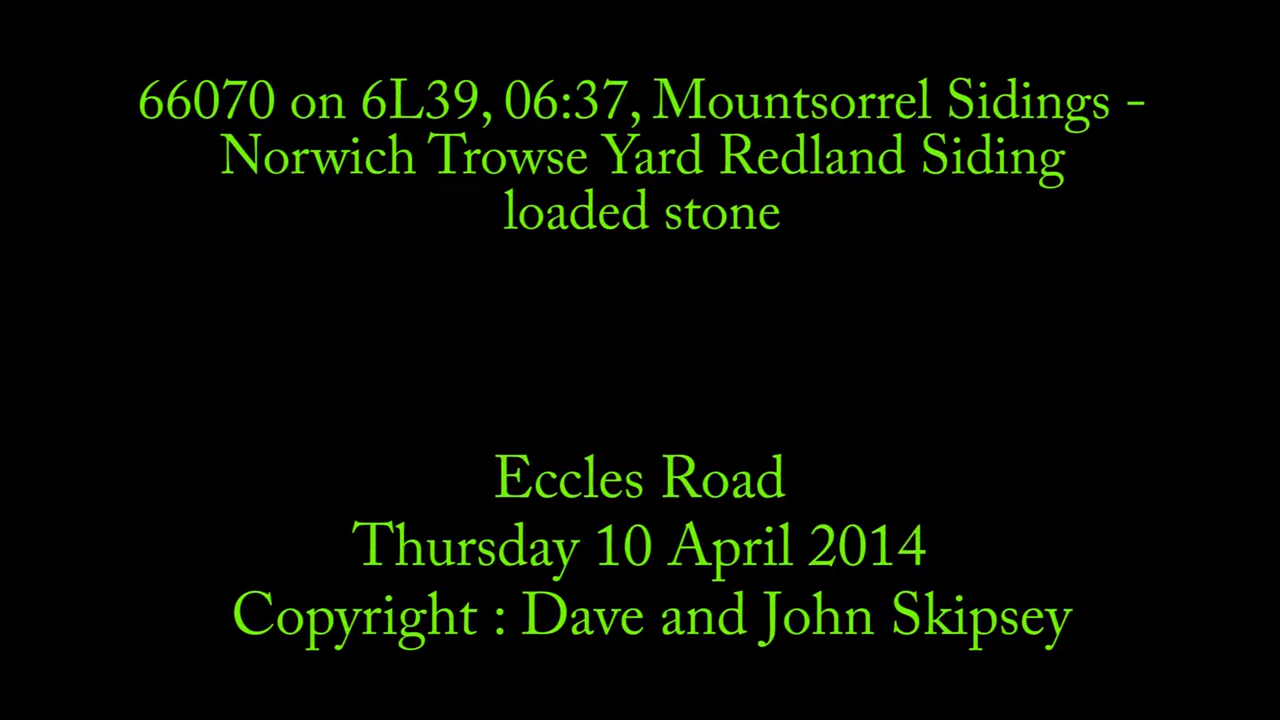 66070 on 6L39, 06:37, Mountsorrel Sidings -
Norwich Trowse Yard Redland Siding
loaded stone
Eccles Road
Thursday 10 April 2014
Copyright : Dave and John Skipsey